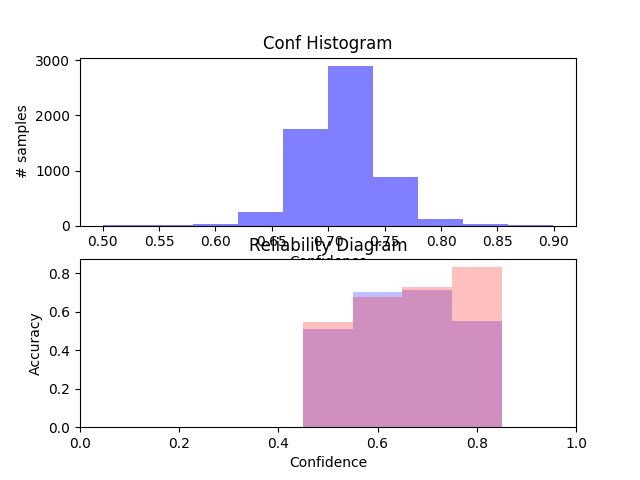 Conf Histogram
3000
2000
1000
0
# samples
0.50 0.55 0.60 0.65 0.70 0.75 0.80 0.85 0.90
Confidence
Reliability Diagram
0.8
0.6
0.4
0.2
0.0
Accuracy
0.0 0.2 0.4 0.6 0.8 1.0
Confidence